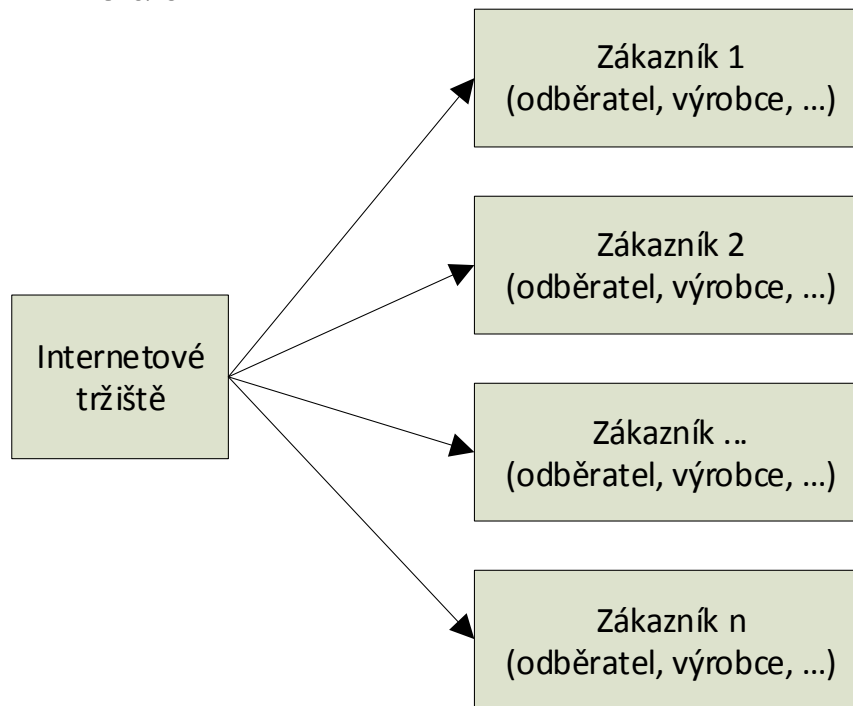 Zákazník 1
(odběratel, výrobce, ...)
Zákazník 2
(odběratel, výrobce, ...)
Internetové
tržiště
Zákazník ...
(odběratel, výrobce, ...)
Zákazník n
(odběratel, výrobce, ...)